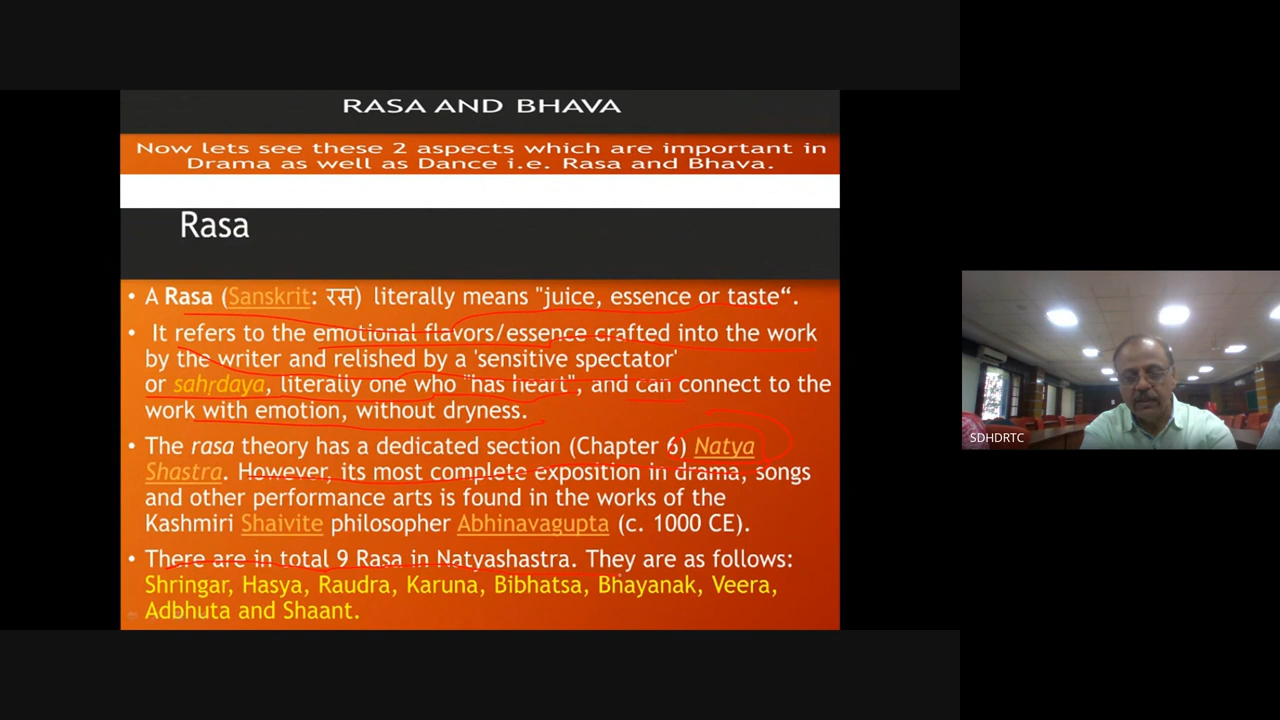 RASA AND BHAVA
Now lets see these 2 aspects which are important in
Drama as well as Dance i.e. Rasa and Bhava.
Rasa
• A Rasa (Sanskrit: रस) literally means "juice, essence or taste“.
• It refers to the emotional flavors/essence crafted into the work
by the writer and relished by a 'sensitive spectator'
or sahṛdaya, literally one who "has heart", and can connect to the
work with emotion, without dryness.
• The rasa theory has a dedicated section (Chapter 6) Natya
Shastra. However, its most complete exposition in drama, songs
and other performance arts is found in the works of the
Kashmiri Shaivite philosopher Abhinavagupta (c. 1000 CE).
• There are in total 9 Rasa in Natyashastra. They are as follows:
Shringar, Hasya, Raudra, Karuna, Bibhatsa, Bhayanak, Veera,
Adbhuta and Shaant.
SDHDRTC